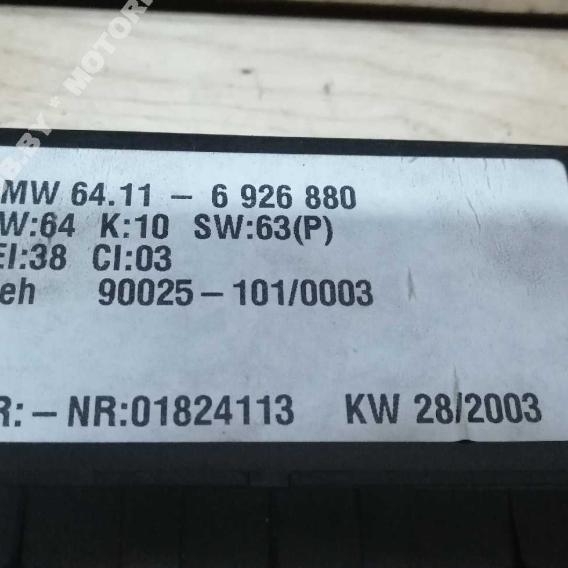 MW 64.11 – 6 926 880
W:64 K:10 SW:63(P)
EI:38 CI:03
eh 90025–101/0003
R:–NR:01824113 KW 28/2003